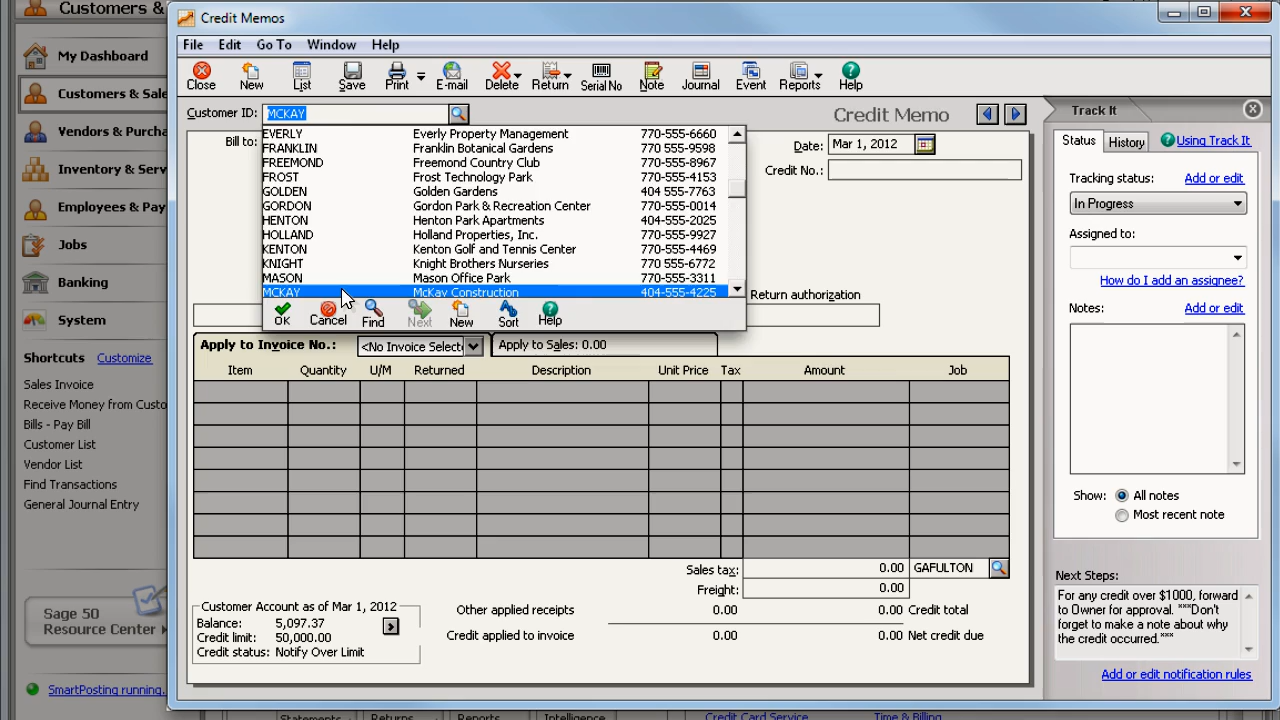 Customers &
Credit Memos
File Edit Go To Window Help
Close New List Save Print E-mail Delete Return Serial No Note Journal Event Reports Help
My Dashboard
Customers & Sale
Vendors & Purcha
Inventory & Serv
Employees & Pay
Jobs
Banking
System
Shortcuts Customize
Sales Invoice
Receive Money from Custo
Bills - Pay Bill
Customer List
Vendor List
Find Transactions
General Journal Entry
Sage 50
Resource Center
SmartPosting running.
Customer ID: MCKAY
Credit Memo
Bill to:
Date: Mar 1, 2012
Credit No.:
EVERLY Everly Property Management 770-555-6660
FRANKLIN Franklin Botanical Gardens 770 555-9598
FREEMOND Freemond Country Club 770-555-8967
FROST Frost Technology Park 770-555-4153
GOLDEN Golden Gardens 404 555-7763
GORDON Gordon Park & Recreation Center 770-555-0014
HENTON Henton Park Apartments 404-555-2025
HOLLAND Holland Properties, Inc. 770-555-9927
KENTON Kenton Golf and Tennis Center 770-555-4469
KNIGHT Knight Brothers Nurseries 770 555-6772
MASON Mason Office Park 770-555-3311
MCKAY McKay Construction 404-555-4225
OK Cancel Find Next New Sort Help
Return authorization
Apply to Invoice No.: <No Invoice Select Apply to Sales: 0.00
Item Quantity U/M Returned Description Unit Price Tax Amount Job
Sales tax: 0.00 GAFULTON
Freight: 0.00
Other applied receipts 0.00 0.00 Credit total
Credit applied to invoice 0.00 0.00 Net credit due
Customer Account as of Mar 1, 2012
Balance: 5,097.37
Credit limit: 50,000.00
Credit status: Notify Over Limit
Track It
Status History Using Track It
Tracking status: Add or edit
In Progress
Assigned to:
How do I add an assignee?
Notes: Add or edit
Show: All notes
Most recent note
Next Steps:
For any credit over $1000, forward
to Owner for approval. ***Don't
forget to make a note about why
the credit occurred.***
Add or edit notification rules
Statements Returns Reports Intelligence Credit Card Service Time & Billing